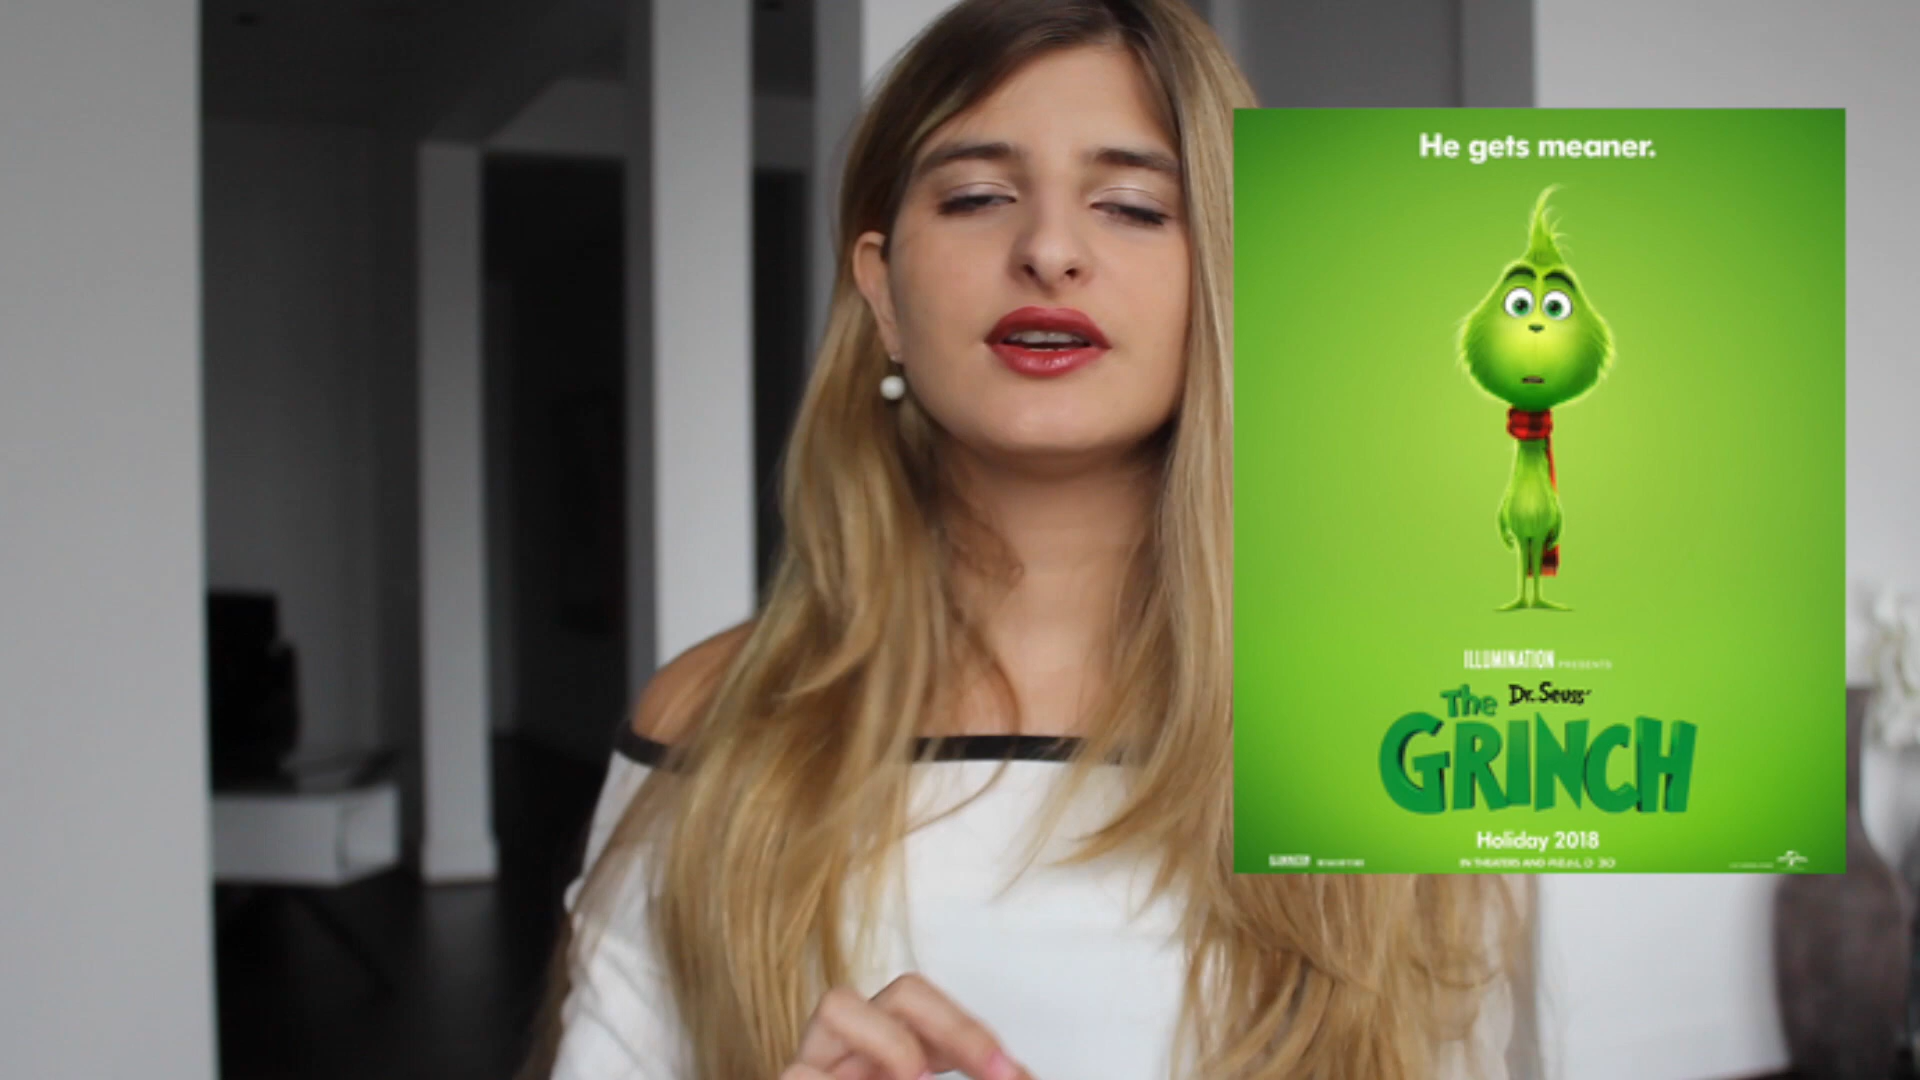 He gets meaner.
ILLUMINATION PRESENTS
The Dr. Seuss'
GRINCH
Holiday 2018
IN THEATERS AND REAL D 3D